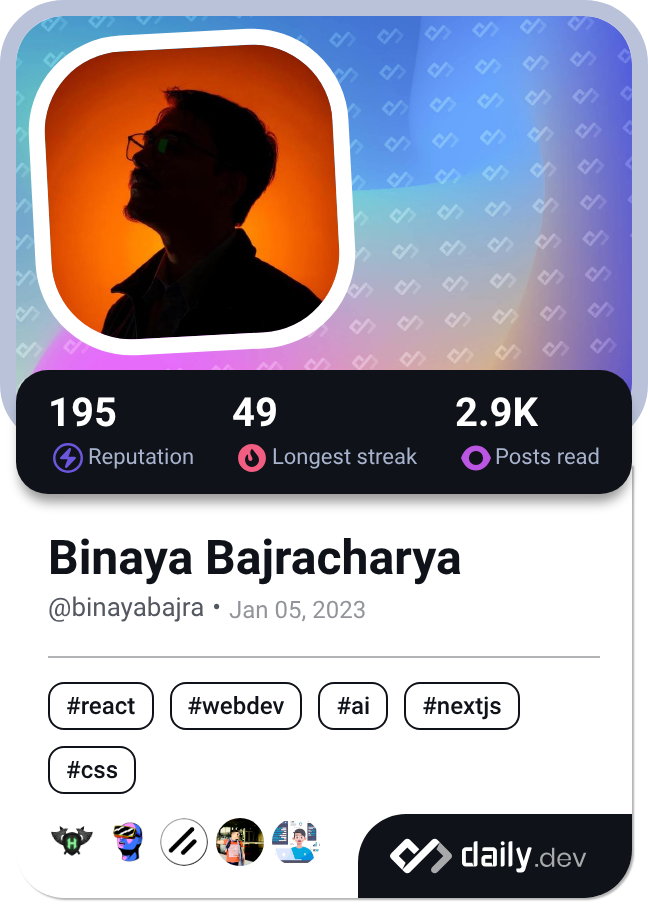 195 49 2.9K
Reputation Longest streak Posts read
Binaya Bajracharya
@binayabajra • Jan 05, 2023
#react #webdev #ai #nextjs
#css
H
daily.dev